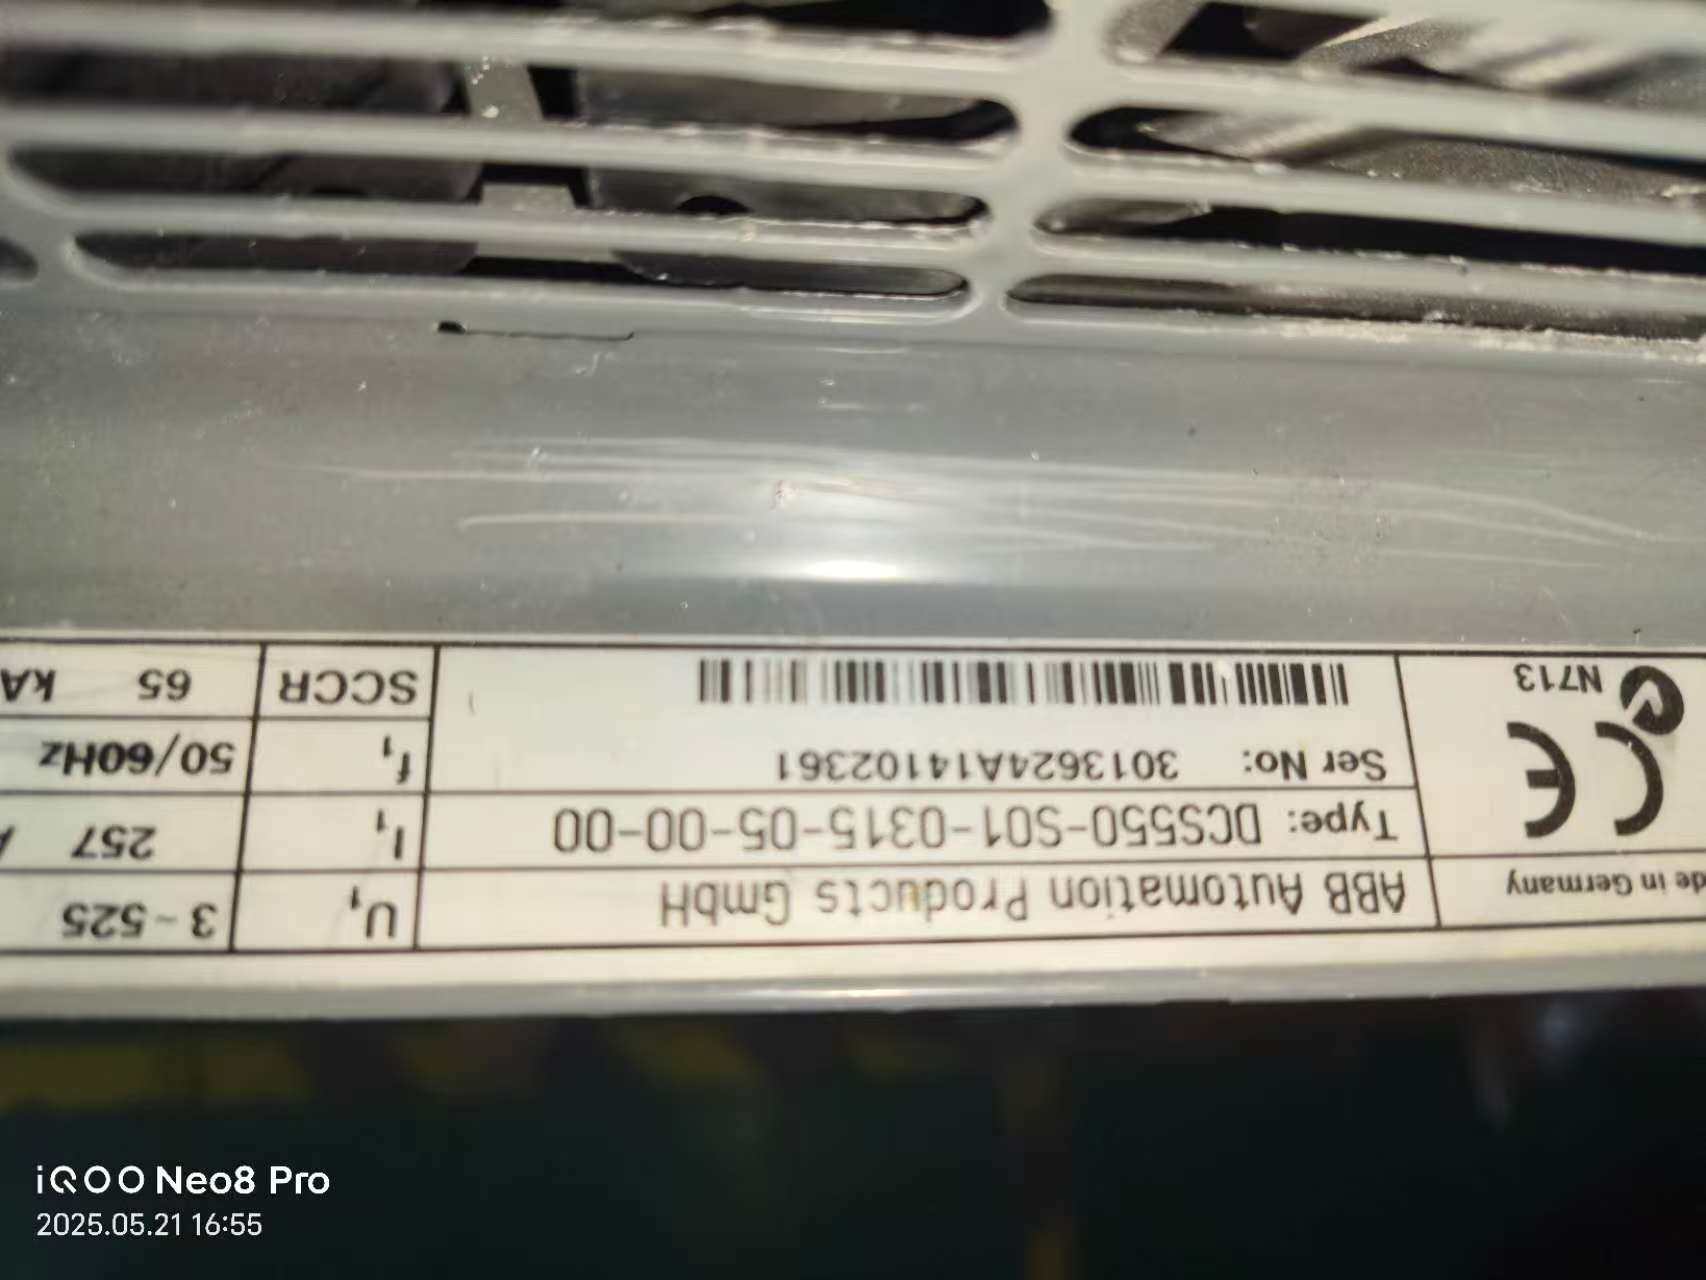 de in Germany
ABB Automation Products GmbH
U1
3~525
Type: DCS550-S01-0315-05-00-00
I1
257
Ser No: 3013624A14102361
f1
50/60Hz
CE
N713
SCCR
65 kA
iQOO Neo8 Pro
2025.05.21 16:55